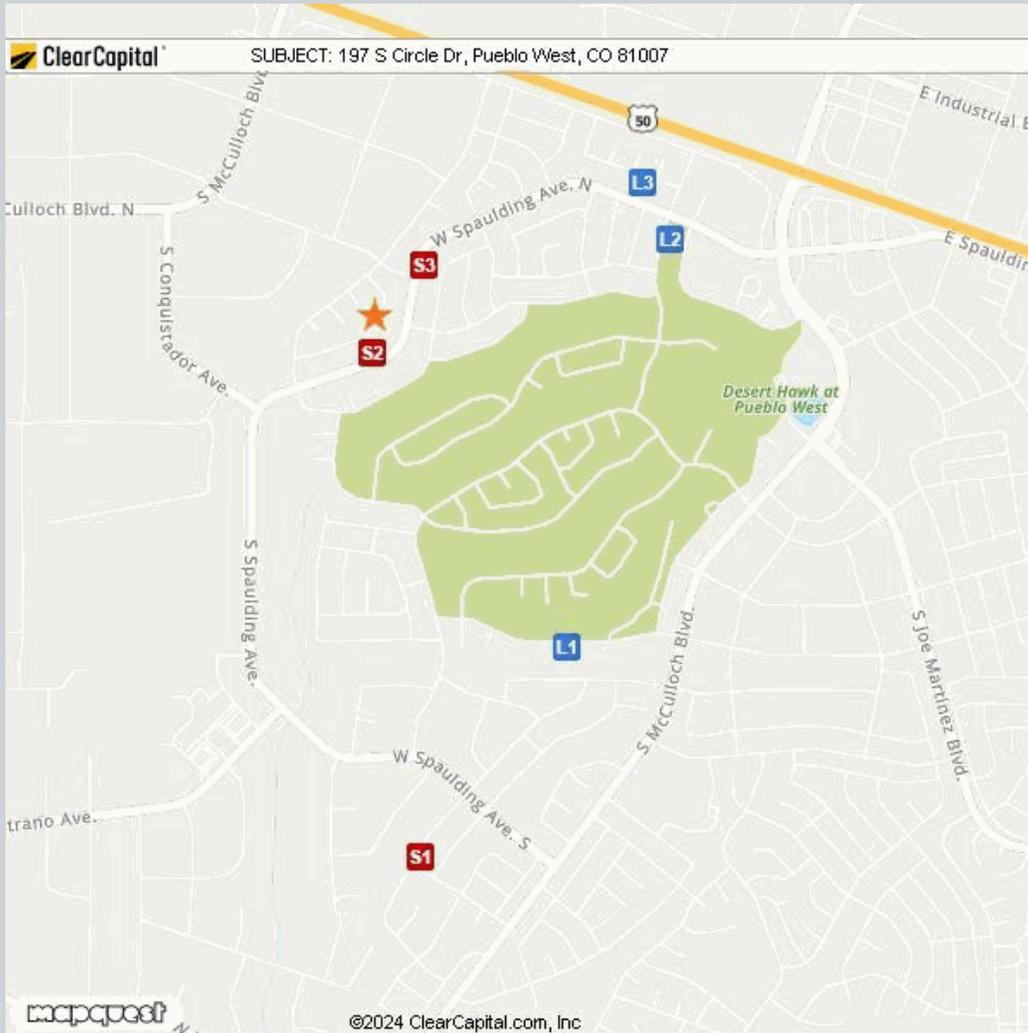 ClearCapital
SUBJECT: 197 S Circle Dr, Pueblo West, CO 81007
S McCulloch Blvd.
50
E Industrial B
L3
Culloch Blvd. N
W Spaulding Ave. N
L2
E Spauldin
S3
S Conquistador Ave.
S2
Desert Hawk at
Pueblo West
S Spaulding Ave.
L1
S McCulloch Blvd.
S Joe Martinez Blvd.
W Spaulding Ave. S
trano Ave.
S1
mapquest
N
©2024 ClearCapital.com, Inc